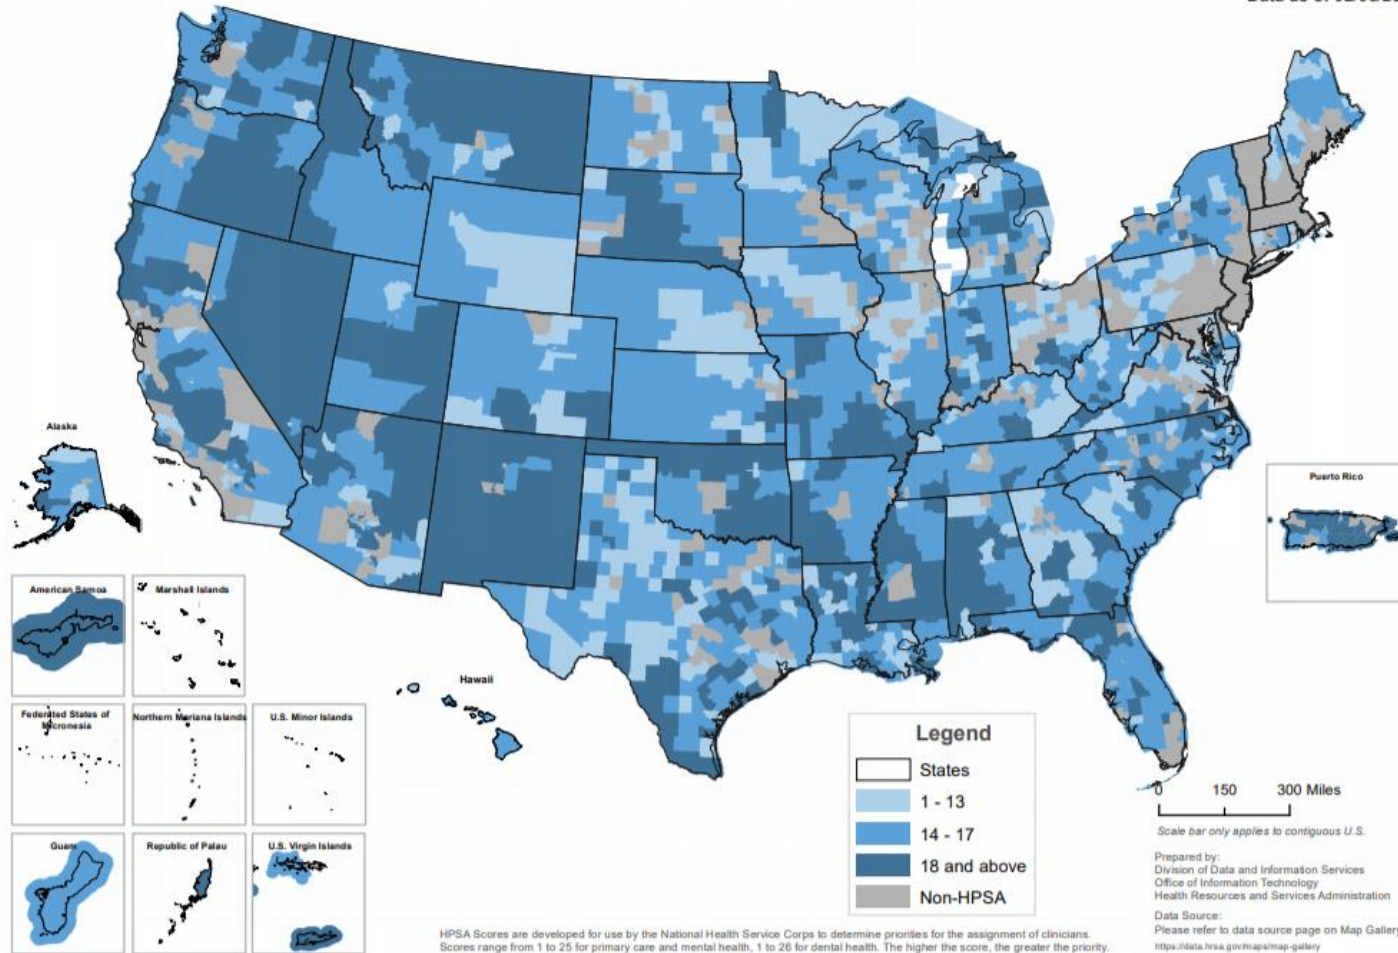 Alaska
Puerto Rico
American Samoa
Marshall Islands
Hawaii
Federated States of
Micronesia
Northern Mariana Islands
U.S. Minor Islands
Guam
Republic of Palau
U.S. Virgin Islands
Legend
States
1 - 13
14 - 17
18 and above
Non-HPSA
0 150 300 Miles
Scale bar only applies to contiguous U.S.
Prepared by:
Division of Data and Information Services
Office of Information Technology
Health Resources and Services Administration
Data Source:
Please refer to data source page on Map Gallery
https://data.hrsa.gov/maps/map-gallery
HPSA Scores are developed for use by the National Health Service Corps to determine priorities for the assignment of clinicians.
Scores range from 1 to 25 for primary care and mental health, 1 to 26 for dental health. The higher the score, the greater the priority.